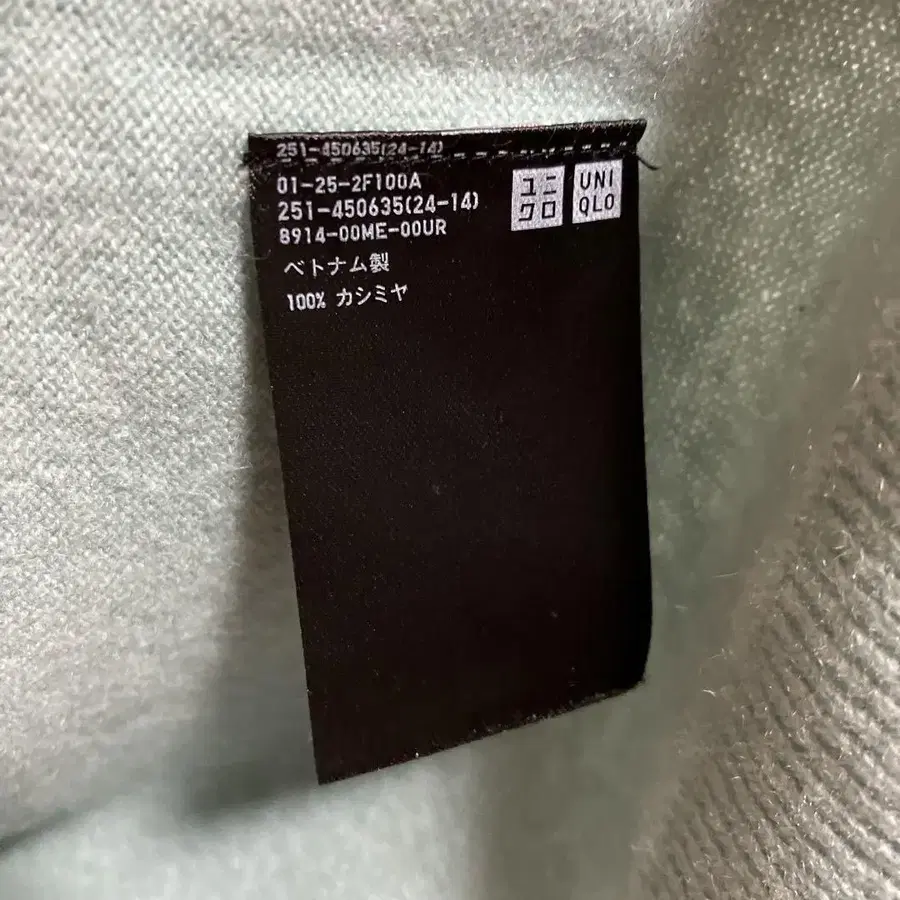 251-450635(24-14)
01-25-2F100A
251-450635(24-14)
8914-00ME-00UR
ベトナム製
100% カシミヤ
ユニ
クロ
UNI
QLO